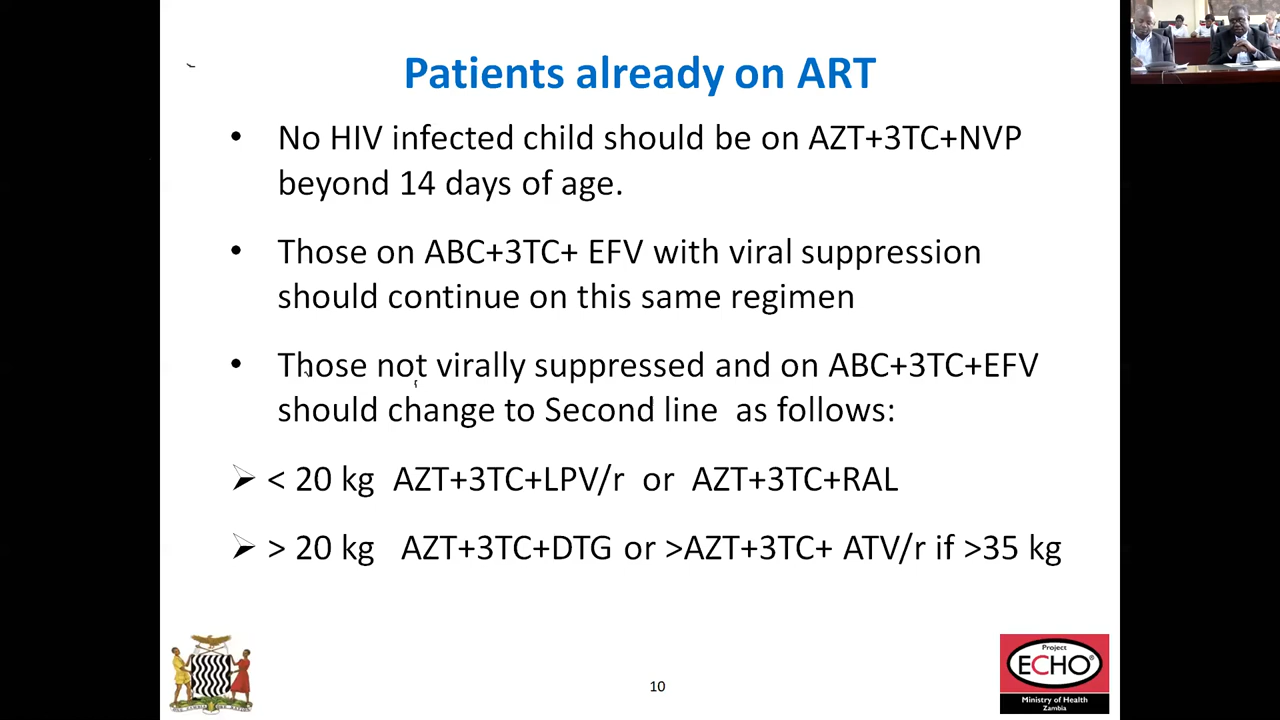 Patients already on ART
• No HIV infected child should be on AZT+3TC+NVP
beyond 14 days of age.
• Those on ABC+3TC+ EFV with viral suppression
should continue on this same regimen
• Those not virally suppressed and on ABC+3TC+EFV
should change to Second line as follows:
➢ < 20 kg AZT+3TC+LPV/r or AZT+3TC+RAL
➢ > 20 kg AZT+3TC+DTG or >AZT+3TC+ ATV/r if >35 kg
Project
ECHO®
Ministry of Health
Zambia
10